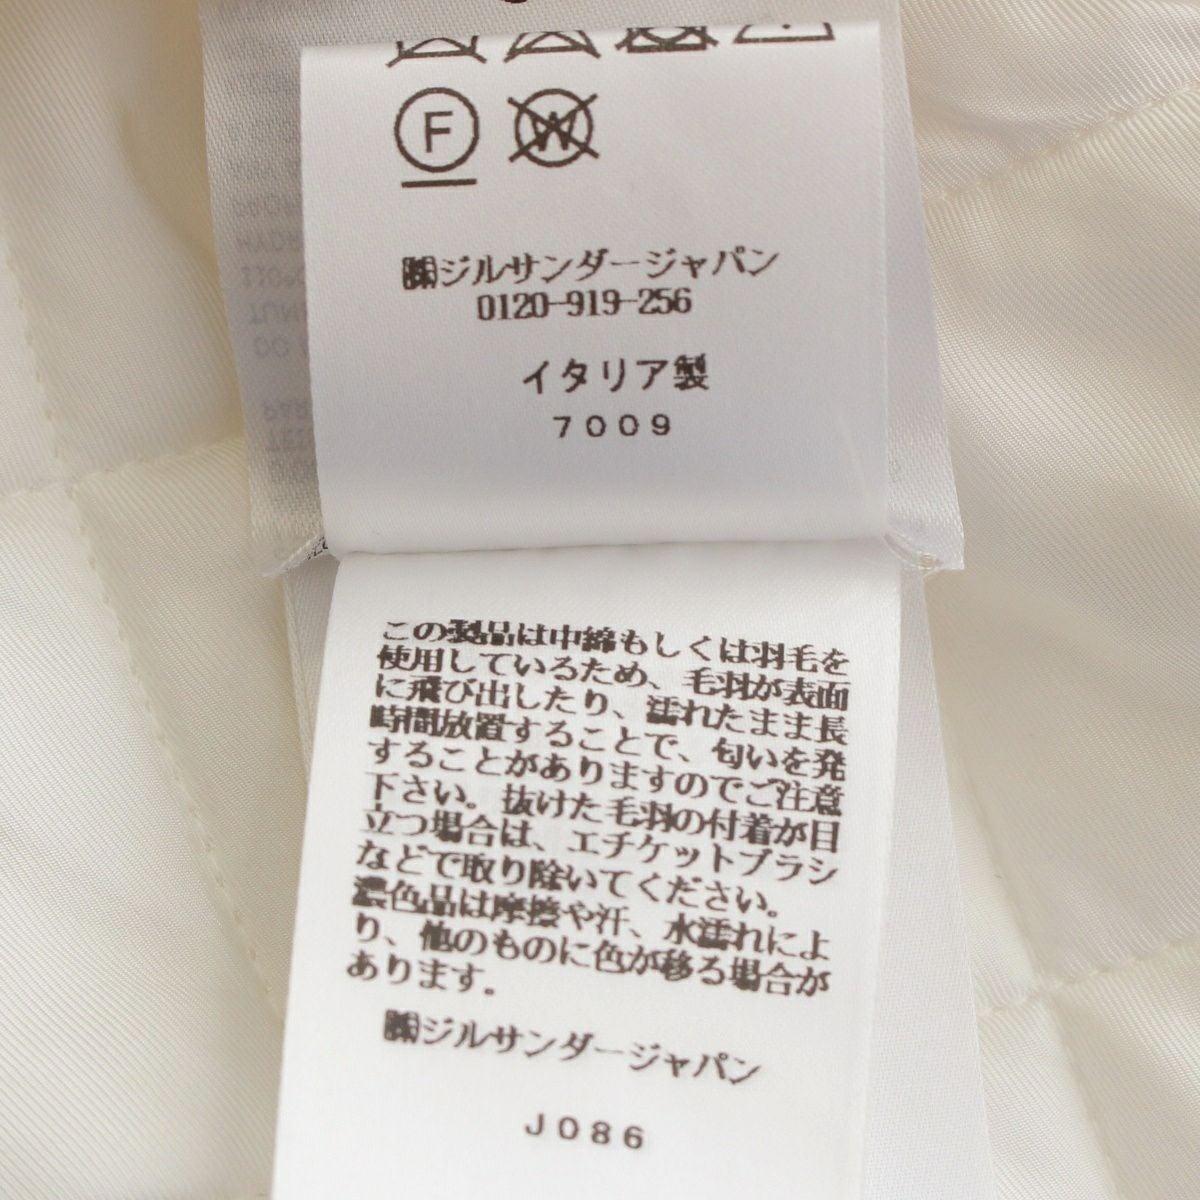 F
W
㈱ジルサンダージャパン
0120-919-256
イタリア製
7009
この製品は中綿もしくは羽毛を
使用しているため、毛羽が表面
に飛び出したり、濡れたまま長
時間放置することで、匂いを発
することがありますのでご注意
下さい。抜けた毛羽の付着が目
立つ場合は、エチケットブラシ
などで取り除いてください。
濃色品は摩擦や汗、水濡れによ
り、他のものに色が移る場合が
あります。
㈱ジルサンダージャパン
J086